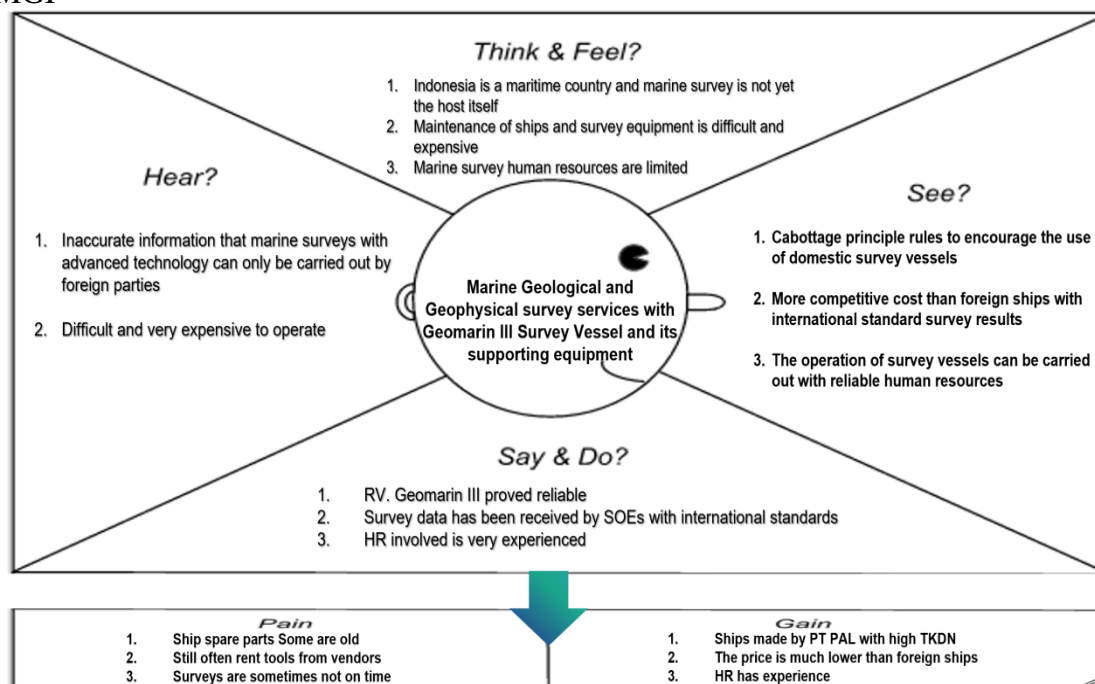 MGI
Think & Feel?
1. Indonesia is a maritime country and marine survey is not yet
the host itself
2. Maintenance of ships and survey equipment is difficult and
expensive
3. Marine survey human resources are limited
Hear?
1. Inaccurate information that marine surveys with
advanced technology can only be carried out by
foreign parties
2. Difficult and very expensive to operate
Marine Geological and
Geophysical survey services with
Geomarin III Survey Vessel and its
supporting equipment
See?
1. Cabottage principle rules to encourage the use
of domestic survey vessels
2. More competitive cost than foreign ships with
international standard survey results
3. The operation of survey vessels can be carried
out with reliable human resources
Say & Do?
1. RV. Geomarin III proved reliable
2. Survey data has been received by SOEs with international standards
3. HR involved is very experienced
Pain
1. Ship spare parts Some are old
2. Still often rent tools from vendors
3. Surveys are sometimes not on time
Gain
1. Ships made by PT PAL with high TKDN
2. The price is much lower than foreign ships
3. HR has experience